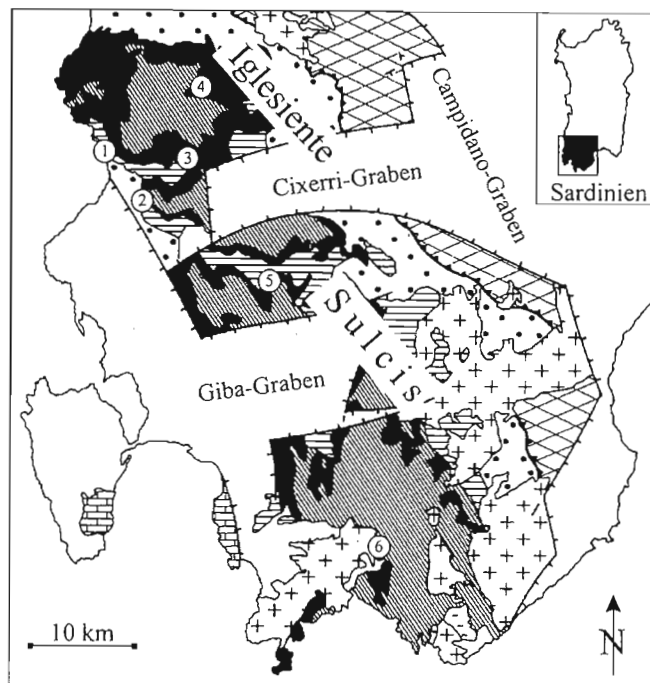 Iglesiente
Campidano-Graben
Sardinien
4
1
3
Cixerri-Graben
2
5
Sulcis
Giba-Graben
6
10 km
N